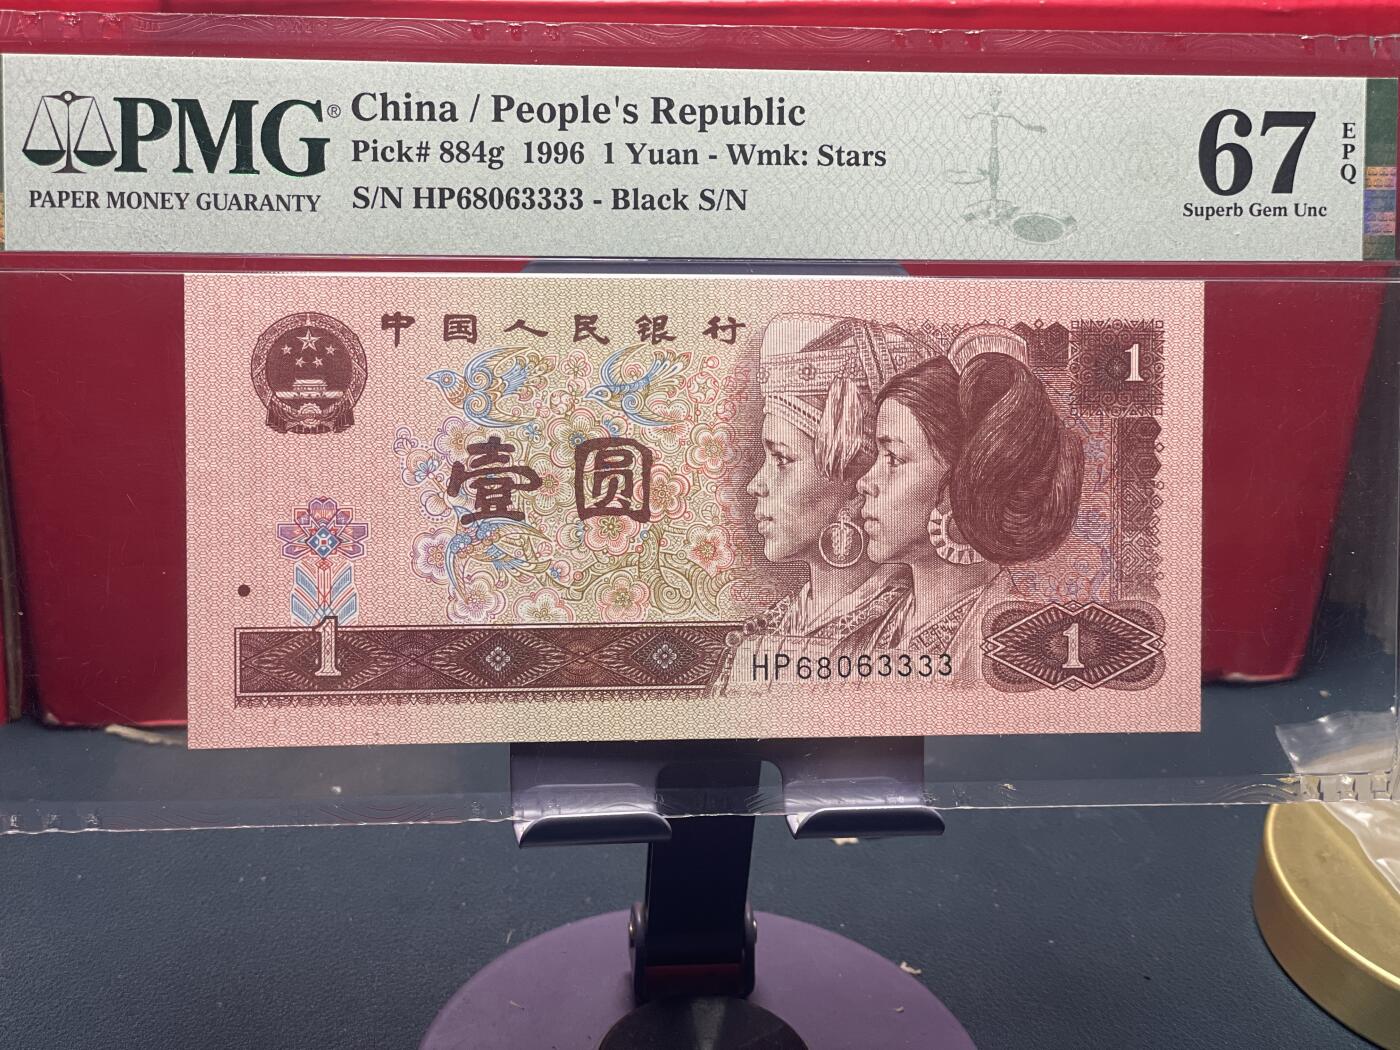 PMG®
PAPER MONEY GUARANTY
China / People's Republic
Pick# 884g 1996 1 Yuan - Wmk: Stars
S/N HP68063333 - Black S/N
67
EPQ
Superb Gem Unc
中国人民银行
1
壹圆
1
HP68063333
1